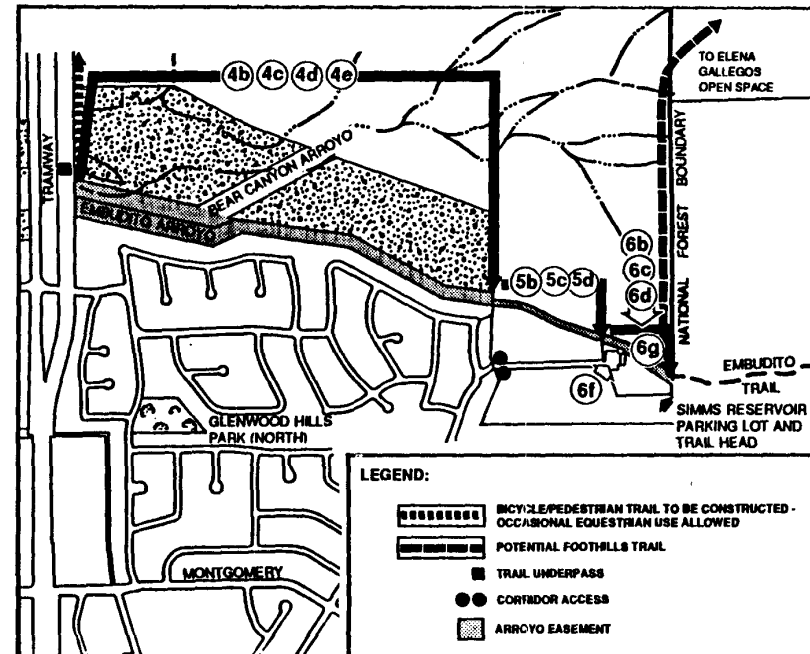 4b 4c 4d 4e
TO ELENA
GALLEGOS
OPEN SPACE
TRAMWAY
BEAR CANYON ARROYO
EMBUDITO ARROYO
NATIONAL FOREST BOUNDARY
6b
6c
6d
5b 5c 5d
6g
6f
EMBUDITO
TRAIL
SIMMS RESERVOIR
PARKING LOT AND
TRAIL HEAD
GLENWOOD HILLS
PARK (NORTH)
MONTGOMERY
LEGEND:
BICYCLE/PEDESTRIAN TRAIL TO BE CONSTRUCTED -
OCCASIONAL EQUESTRIAN USE ALLOWED
POTENTIAL FOOTHILLS TRAIL
TRAIL UNDERPASS
CORRIDOR ACCESS
ARROYO EASEMENT